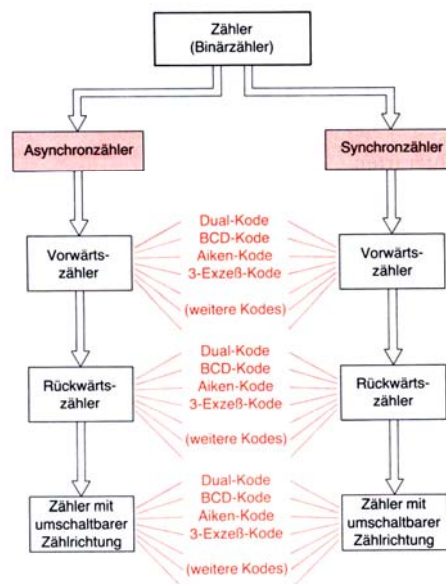 Zähler
(Binärzähler)
Asynchronzähler
Synchronzähler
Vorwärts-
zähler
Dual-Kode
BCD-Kode
Aiken-Kode
3-Exzeß-Kode
(weitere Kodes)
Vorwärts-
zähler
Rückwärts-
zähler
Dual-Kode
BCD-Kode
Aiken-Kode
3-Exzeß-Kode
(weitere Kodes)
Rückwärts-
zähler
Zähler mit
umschaltbarer
Zählrichtung
Dual-Kode
BCD-Kode
Aiken-Kode
3-Exzeß-Kode
(weitere Kodes)
Zähler mit
umschaltbarer
Zählrichtung